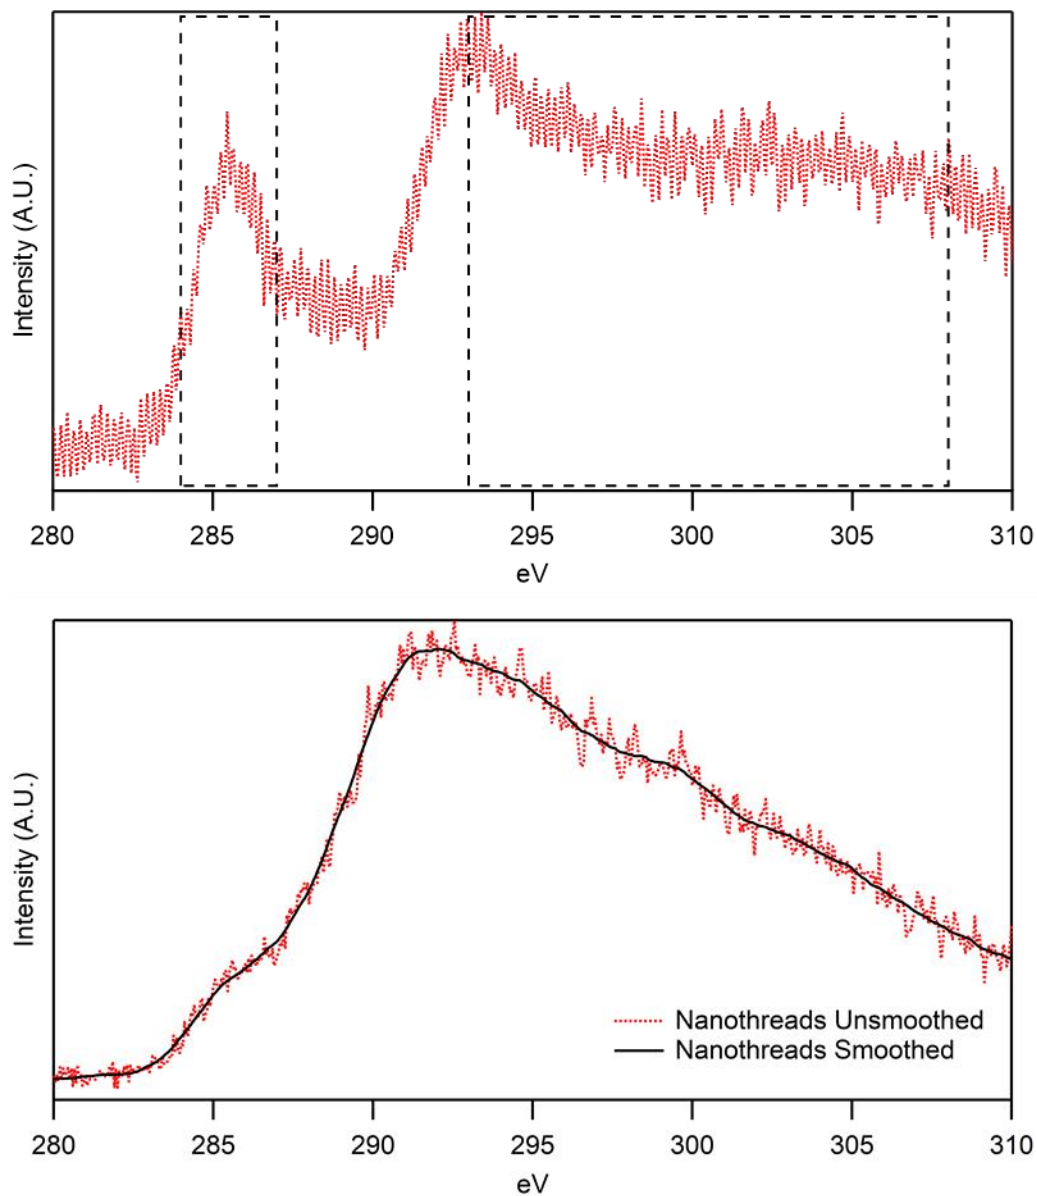 Intensity (A.U.)
280 285 290 295 300 305 310
eV
Intensity (A.U.)
Nanothreads Unsmoothed
Nanothreads Smoothed
280 285 290 295 300 305 310
eV